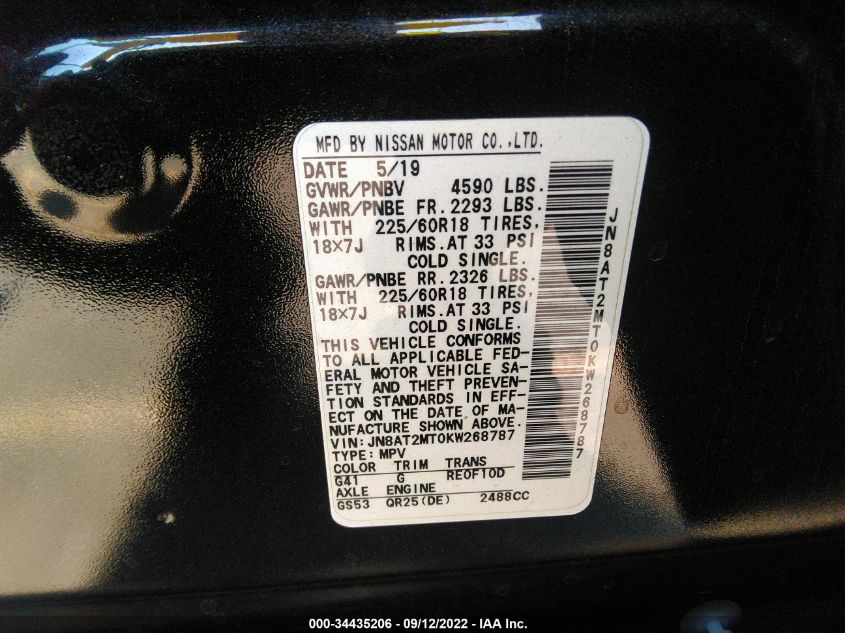 MFD BY NISSAN MOTOR CO.,LTD.
DATE 5/19
GVWR/PNBV 4590 LBS.
GAWR/PNBE FR. 2293 LBS.
WITH 225/60R18 TIRES,
18×7J RIMS. AT 33 PSI
COLD SINGLE.
GAWR/PNBE RR. 2326 LBS.
WITH 225/60R18 TIRES,
18×7J RIMS. AT 33 PSI
COLD SINGLE.
THIS VEHICLE CONFORMS
TO ALL APPLICABLE FED-
ERAL MOTOR VEHICLE SA-
FETY AND THEFT PREVEN-
TION STANDARDS IN EFF-
ECT ON THE DATE OF MA-
NUFACTURE SHOWN ABOVE.
VIN:JN8AT2MT0KW268787
TYPE:MPV
COLOR TRIM TRANS
G41 G RE0F10D
AXLE ENGINE
GS53 QR25(DE) 2488CC
JN8AT2MT0KW268787
000-34435206 - 09/12/2022 - IAA Inc.